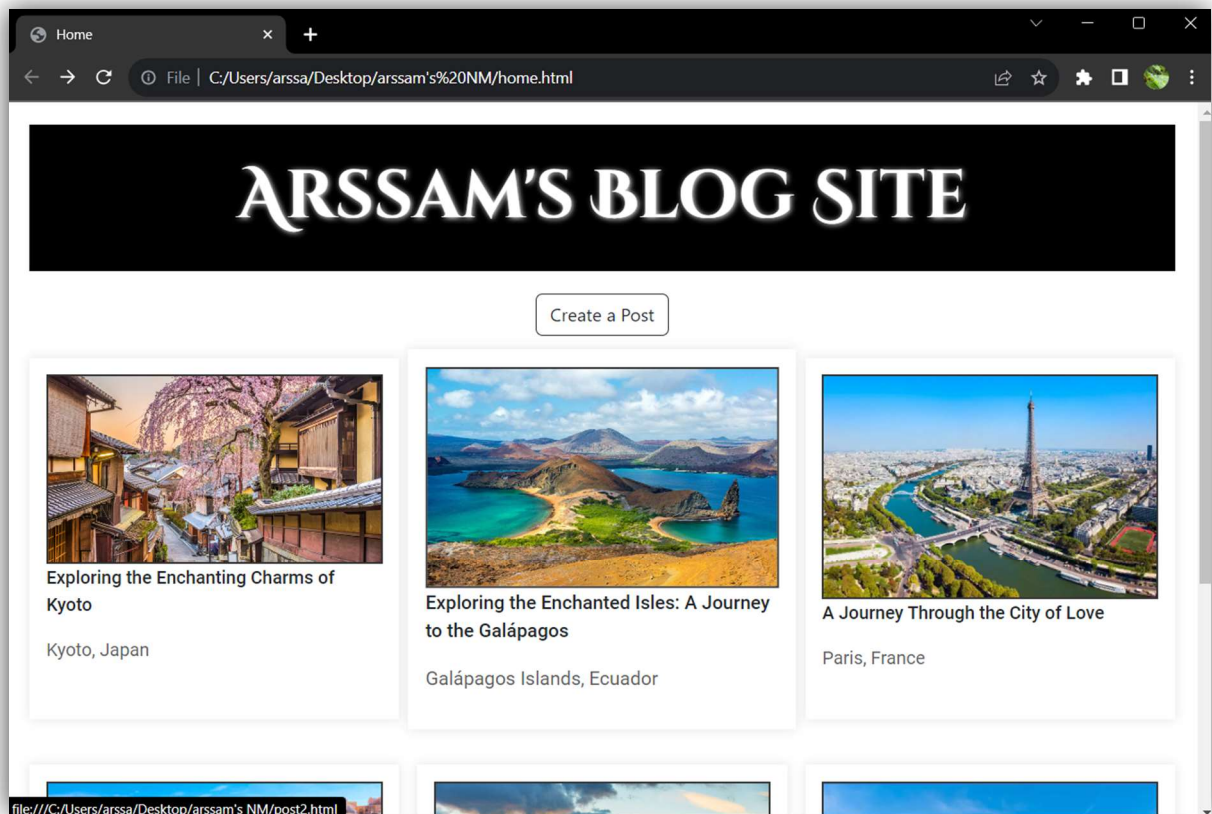 Home
File | C:/Users/arssa/Desktop/arssam's%20NM/home.html
ARSSAM'S BLOG SITE
Create a Post
Exploring the Enchanting Charms of
Kyoto
Kyoto, Japan
Exploring the Enchanted Isles: A Journey
to the Galápagos
Galápagos Islands, Ecuador
A Journey Through the City of Love
Paris, France
file:///C:/Users/arssa/Desktop/arssam's NM/post2.html